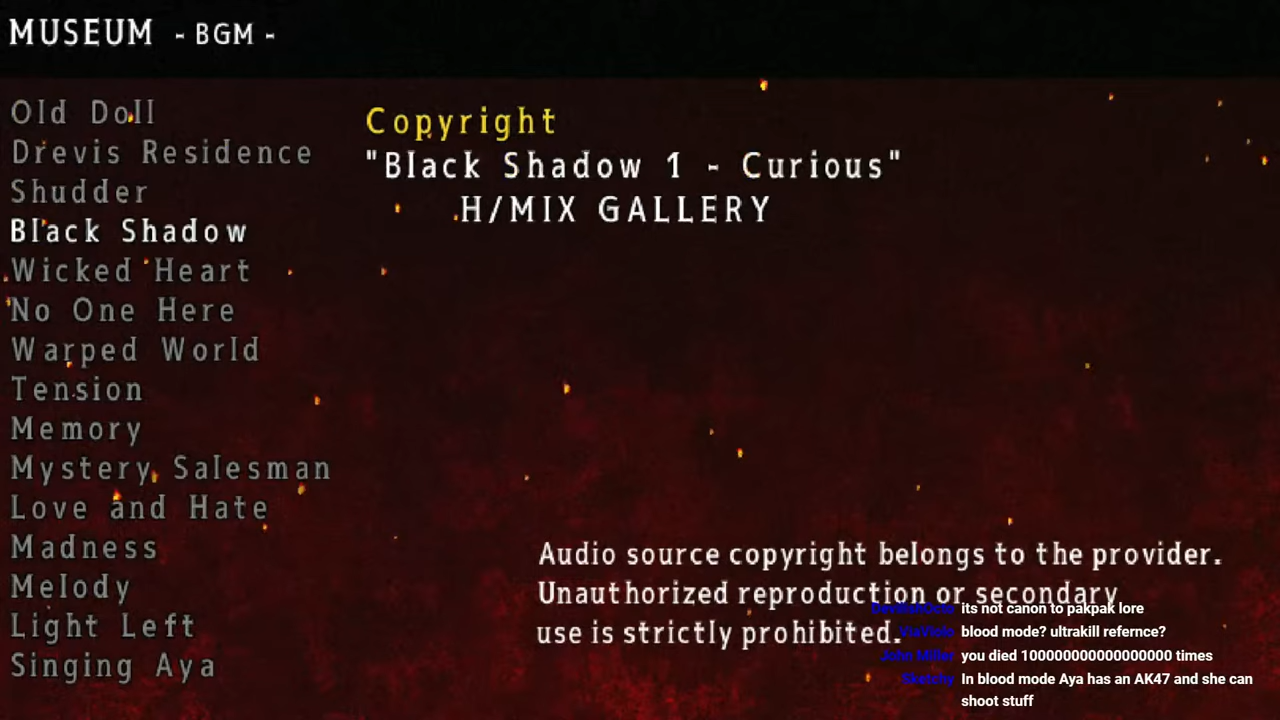 MUSEUM - BGM -
Old Doll
Drevis Residence
Shudder
Black Shadow
Wicked Heart
No One Here
Warped World
Tension
Memory
Mystery Salesman
Love and Hate
Madness
Melody
Light Left
Singing Aya
Copyright
"Black Shadow 1 - Curious"
H/MIX GALLERY
Audio source copyright belongs to the provider.
Unauthorized reproduction or secondary
use is strictly prohibited.
DevilishOcto its not canon to pakpak lore
blood mode? ultrakill refernce?
John Miller you died 100000000000000000 times
Sketchy In blood mode Aya has an AK47 and she can
shoot stuff